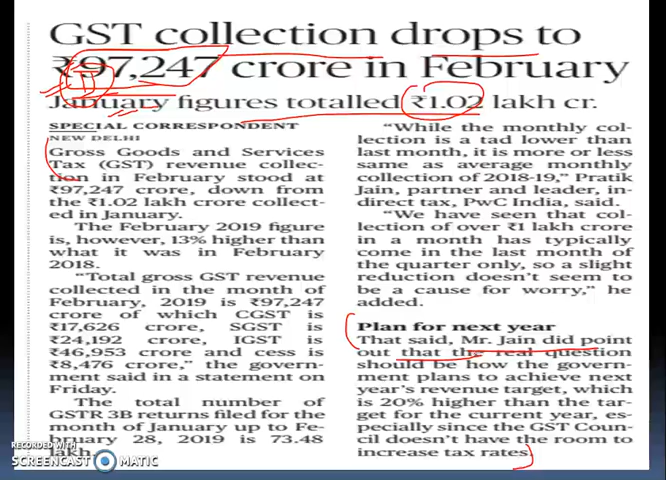 GST collection drops to
₹97,247 crore in February
January figures totalled ₹1.02 lakh cr.
SPECIAL CORRESPONDENT
NEW DELHI
Gross Goods and Services
Tax (GST) revenue collec-
tion in February stood at
₹97,247 crore, down from
the ₹1.02 lakh crore collect-
ed in January.
The February 2019 figure
is, however, 13% higher than
what it was in February
2018.
“Total gross GST revenue
collected in the month of
February, 2019 is ₹97,247
crore of which CGST is
₹17,626 crore, SGST is
₹24,192 crore, IGST is
₹46,953 crore and cess is
₹8,476 crore,” the govern-
ment said in a statement on
Friday.
The total number of
GSTR 3B returns filed for the
month of January up to Fe-
bruary 28, 2019 is 73.48
lakh.
“While the monthly col-
lection is a tad lower than
last month, it is more or less
same as average monthly
collection of 2018-19,” Pratik
Jain, partner and leader, in-
direct tax, PwC India, said.
“We have seen that col-
lection of over ₹1 lakh crore
in a month has typically
come in the last month of
the quarter only, so a slight
reduction doesn’t seem to
be a cause for worry,” he
added.
Plan for next year
That said, Mr. Jain did point
out that the real question
should be how the govern-
ment plans to achieve next
year’s revenue target, which
is 20% higher than the tar-
get for the current year, es-
pecially since the GST Coun-
cil doesn’t have the room to
increase tax rates.
RECORDED WITH
SCREENCAST MATIC